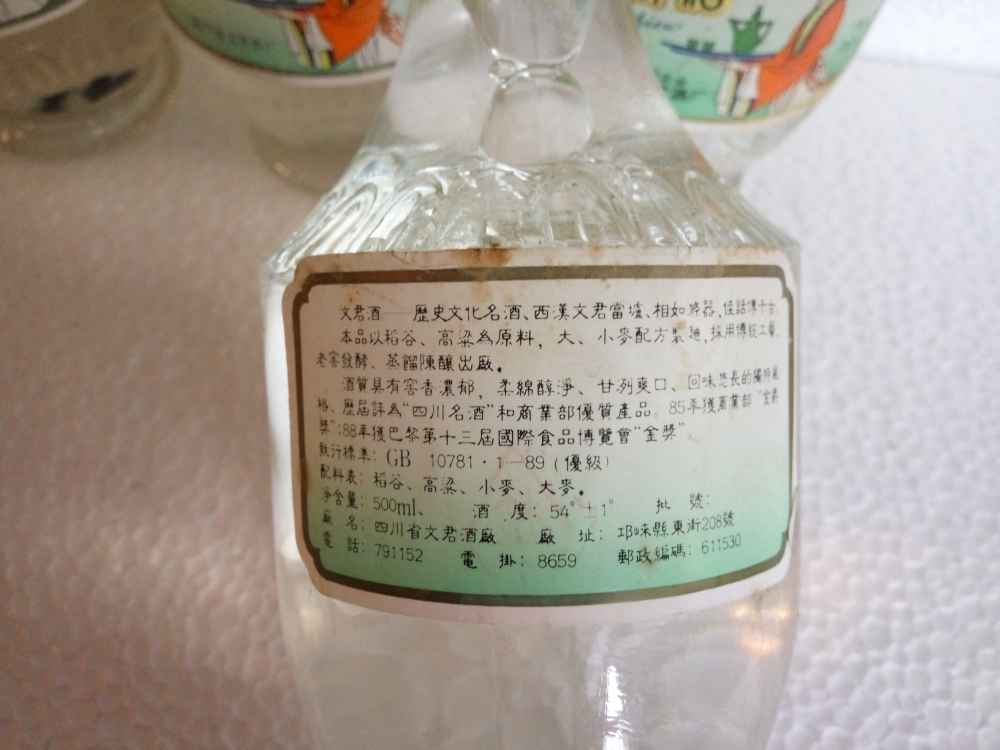 文君酒——歷史文化名酒、西漢文君當壚、相如滌器,佳話傳千古
本品以稻谷、高粱為原料,大、小麥配方製麯,採用傳統工藝,
老窖發酵、蒸餾陳釀出廠。
酒質具有窖香濃郁,柔綿醇淨、甘冽爽口、回味悠長的獨特風
格、歷屆評為"四川名酒"和商業部優質產品。85年獲商業部"金爵
獎";88年獲巴黎第十三屆國際食品博覽會"金獎"
執行標準:GB 10781·1—89(優級)
配料表:稻谷、高粱、小麥、大麥。
淨含量:500ml、 酒 度:54°±1° 批 號:
廠 名:四川省文君酒廠 廠 址:邛崍縣東街208號
電 話:791152 電 掛:8659 郵政編碼:611530